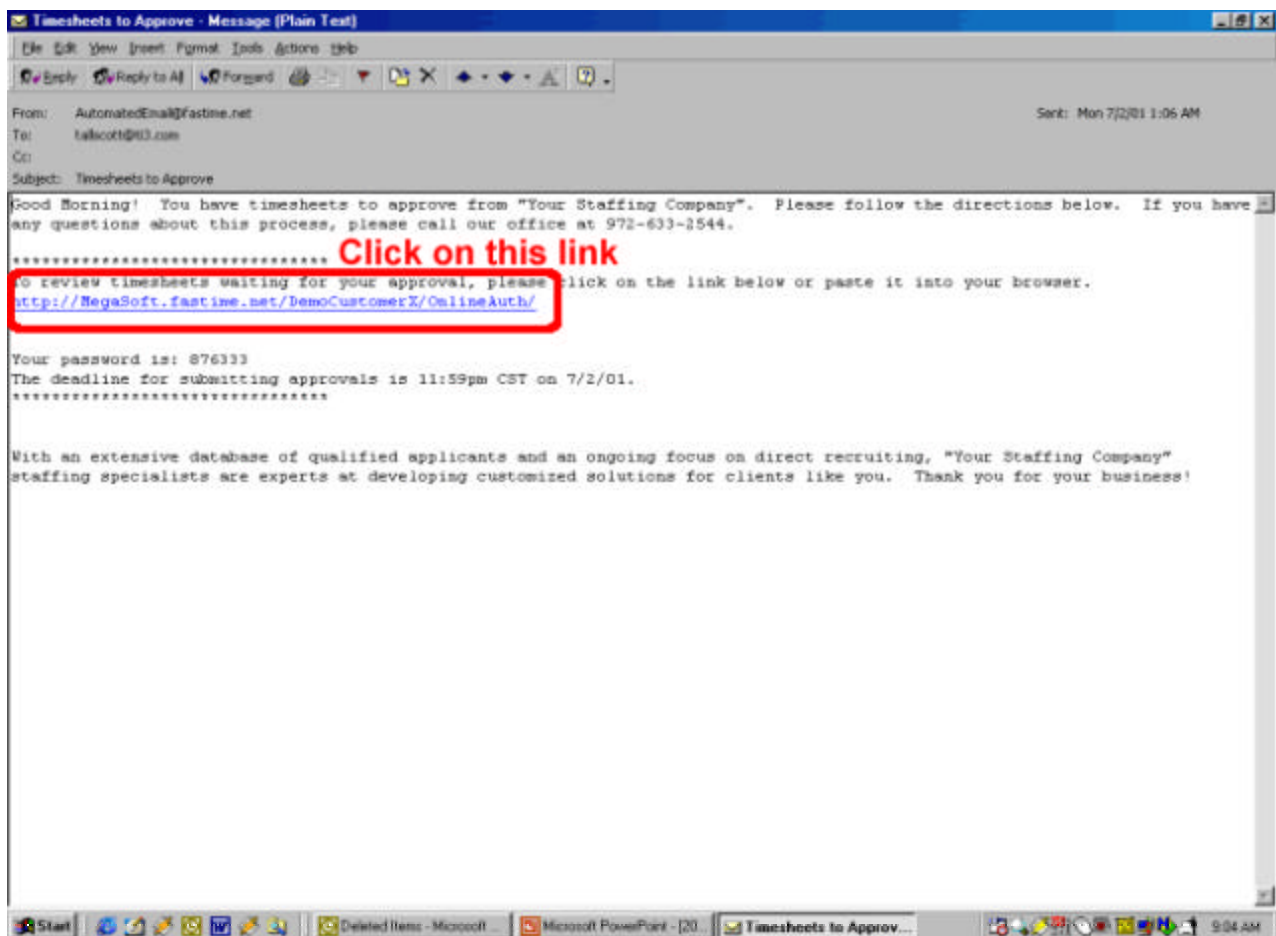 Timesheets to Approve - Message (Plain Text)
File Edit View Insert Format Tools Actions Help
Reply Reply to All Forward
From: AutomatedEmail@fastime.net Sent: Mon 7/2/01 1:06 AM
To:
Cc:
Subject: Timesheets to Approve
Good Morning! You have timesheets to approve from "Your Staffing Company". Please follow the directions below. If you have
any questions about this process, please call our office at 972-633-2544.
******************************** Click on this link
To review timesheets waiting for your approval, please click on the link below or paste it into your browser.
http://MegaSoft.fastime.net/DemoCustomerX/OnlineAuth/
Your password is: 876333
The deadline for submitting approvals is 11:59pm CST on 7/2/01.
********************************
With an extensive database of qualified applicants and an ongoing focus on direct recruiting, "Your Staffing Company"
staffing specialists are experts at developing customized solutions for clients like you. Thank you for your business!
Start Deleted Items - Microsoft ... Microsoft PowerPoint - [20... Timesheets to Approv... 9:04 AM